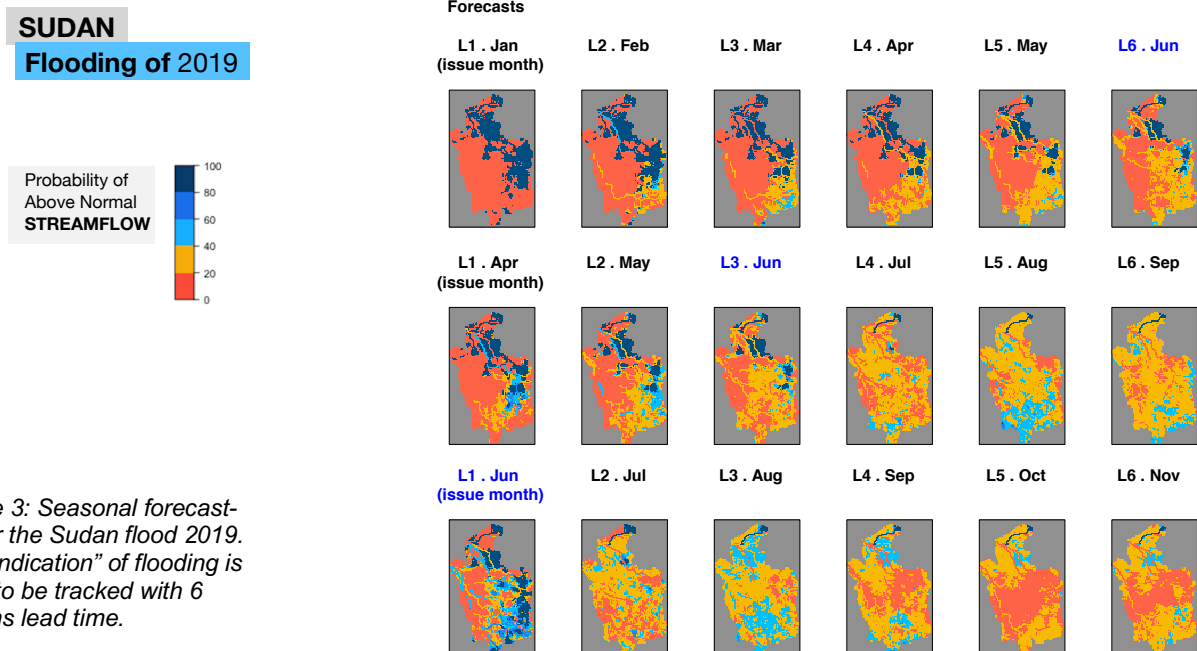 SUDAN
Flooding of 2019
Probability of
Above Normal
STREAMFLOW
100
80
60
40
20
0
Forecasts
L1 . Jan
(issue month)
L2 . Feb
L3 . Mar
L4 . Apr
L5 . May
L6 . Jun
L1 . Apr
(issue month)
L2 . May
L3 . Jun
L4 . Jul
L5 . Aug
L6 . Sep
L1 . Jun
(issue month)
L2 . Jul
L3 . Aug
L4 . Sep
L5 . Oct
L6 . Nov
3: Seasonal forecast-
the Sudan flood 2019.
of flooding is
to be tracked with 6
lead time.